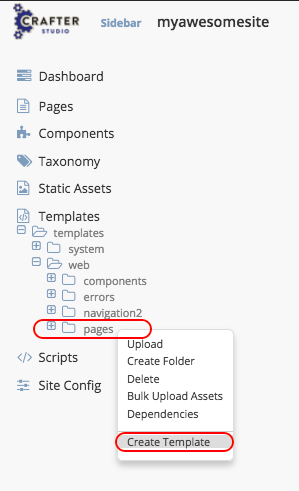 CRAFTER
STUDIO
Sidebar
myawesomesite
Dashboard
Pages
Components
Taxonomy
Static Assets
Templates
templates
system
web
components
errors
navigation2
pages
Upload
Create Folder
Delete
Bulk Upload Assets
Dependencies
Create Template
Scripts
Site Config